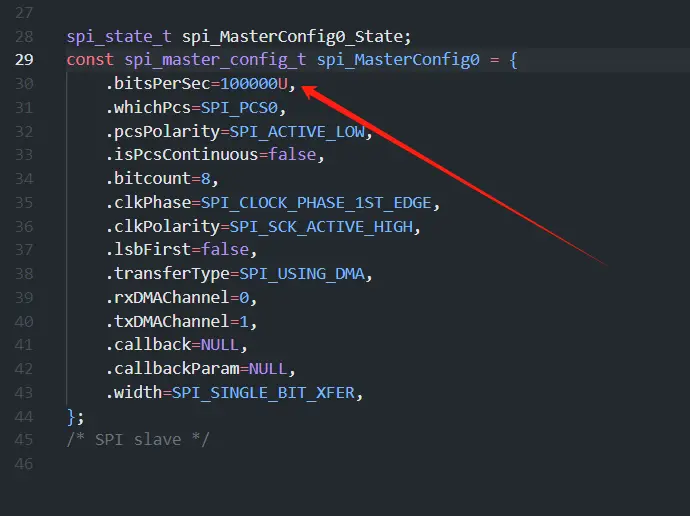 27
28 spi_state_t spi_MasterConfig0_State;
29 const spi_master_config_t spi_MasterConfig0 = {
30     .bitsPerSec=100000U,
31     .whichPcs=SPI_PCS0,
32     .pcsPolarity=SPI_ACTIVE_LOW,
33     .isPcsContinuous=false,
34     .bitcount=8,
35     .clkPhase=SPI_CLOCK_PHASE_1ST_EDGE,
36     .clkPolarity=SPI_SCK_ACTIVE_HIGH,
37     .lsbFirst=false,
38     .transferType=SPI_USING_DMA,
39     .rxDMAChannel=0,
40     .txDMAChannel=1,
41     .callback=NULL,
42     .callbackParam=NULL,
43     .width=SPI_SINGLE_BIT_XFER,
44 };
45 /* SPI slave */
46